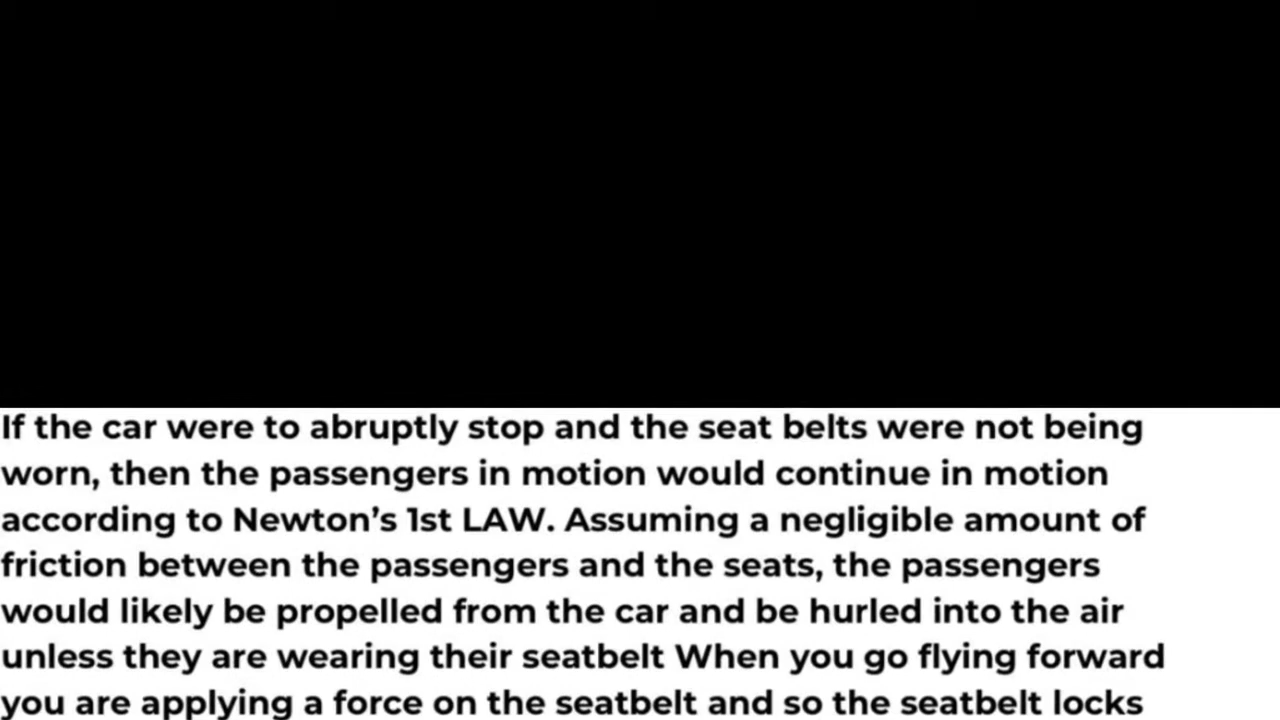 If the car were to abruptly stop and the seat belts were not being
worn, then the passengers in motion would continue in motion
according to Newton’s 1st LAW. Assuming a negligible amount of
friction between the passengers and the seats, the passengers
would likely be propelled from the car and be hurled into the air
unless they are wearing their seatbelt When you go flying forward
you are applying a force on the seatbelt and so the seatbelt locks